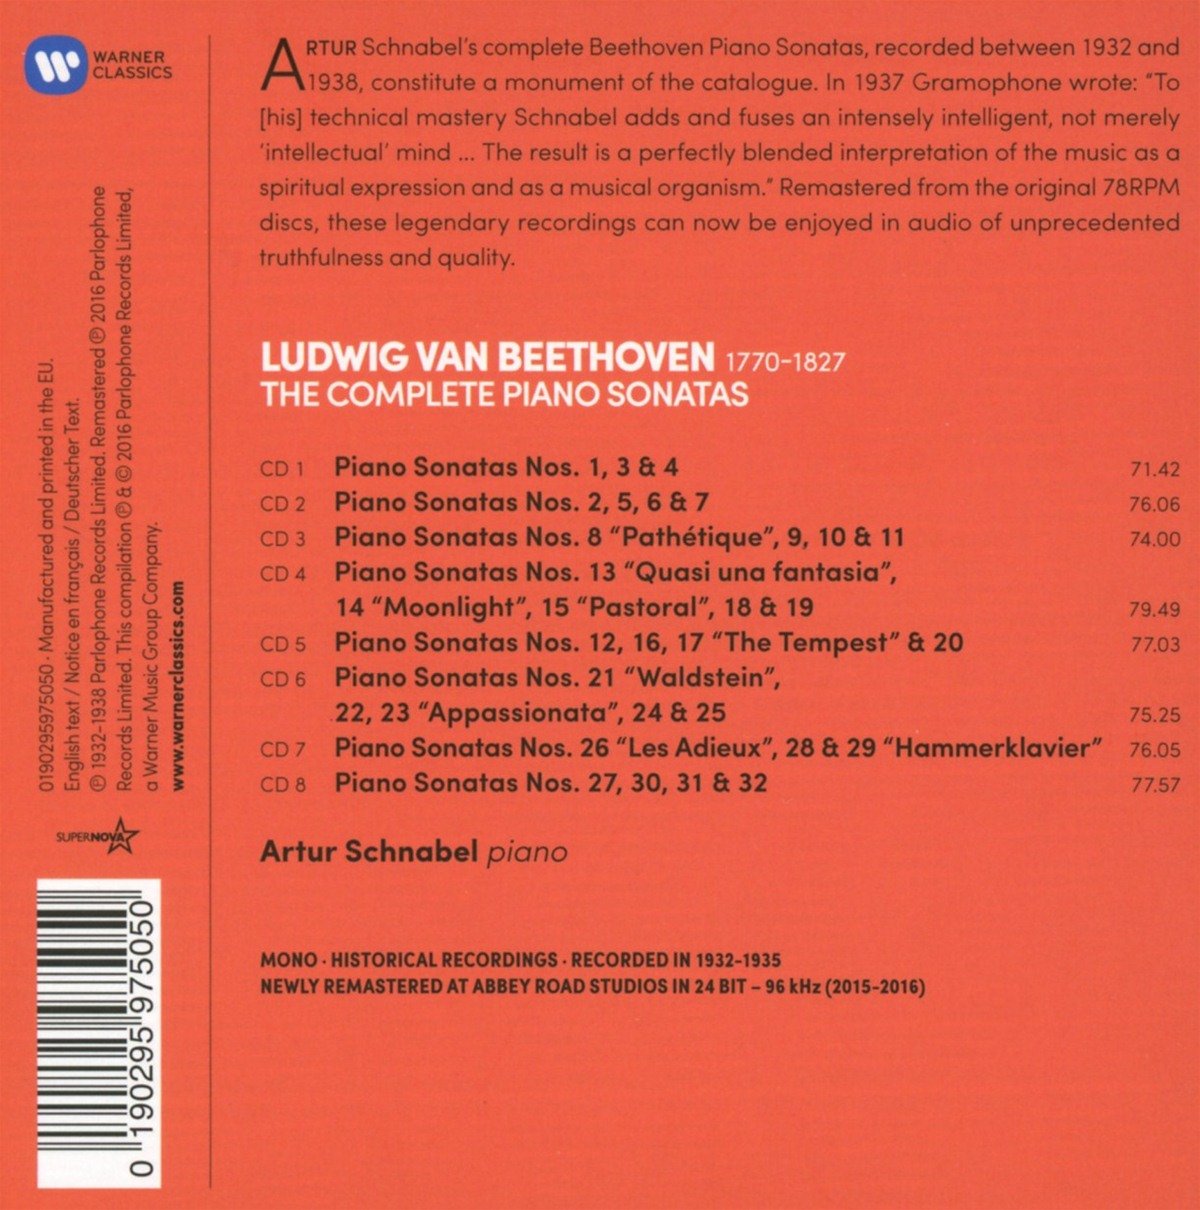 WARNER
CLASSICS
ARTUR Schnabel's complete Beethoven Piano Sonatas, recorded between 1932 and
1938, constitute a monument of the catalogue. In 1937 Gramophone wrote: “To
[his] technical mastery Schnabel adds and fuses an intensely intelligent, not merely
‘intellectual’ mind ... The result is a perfectly blended interpretation of the music as a
spiritual expression and as a musical organism.” Remastered from the original 78RPM
discs, these legendary recordings can now be enjoyed in audio of unprecedented
truthfulness and quality.
LUDWIG VAN BEETHOVEN 1770–1827
THE COMPLETE PIANO SONATAS
CD 1 Piano Sonatas Nos. 1, 3 & 4 71.42
CD 2 Piano Sonatas Nos. 2, 5, 6 & 7 76.06
CD 3 Piano Sonatas Nos. 8 “Pathétique”, 9, 10 & 11 74.00
CD 4 Piano Sonatas Nos. 13 “Quasi una fantasia”,
14 “Moonlight”, 15 “Pastoral”, 18 & 19 79.49
CD 5 Piano Sonatas Nos. 12, 16, 17 “The Tempest” & 20 77.03
CD 6 Piano Sonatas Nos. 21 “Waldstein”,
22, 23 “Appassionata”, 24 & 25 75.25
CD 7 Piano Sonatas Nos. 26 “Les Adieux”, 28 & 29 “Hammerklavier” 76.05
CD 8 Piano Sonatas Nos. 27, 30, 31 & 32 77.57
Artur Schnabel piano
MONO · HISTORICAL RECORDINGS · RECORDED IN 1932-1935
NEWLY REMASTERED AT ABBEY ROAD STUDIOS IN 24 BIT – 96 kHz (2015-2016)
0190295975050 · Manufactured and printed in the EU.
English text / Notice en français / Deutscher Text.
℗ 1932-1938 Parlophone Records Limited. Remastered ℗ 2016 Parlophone
Records Limited. This compilation ℗ & © 2016 Parlophone Records Limited,
a Warner Music Group Company.
www.warnerclassics.com
SUPERNOVA
0 190295 975050